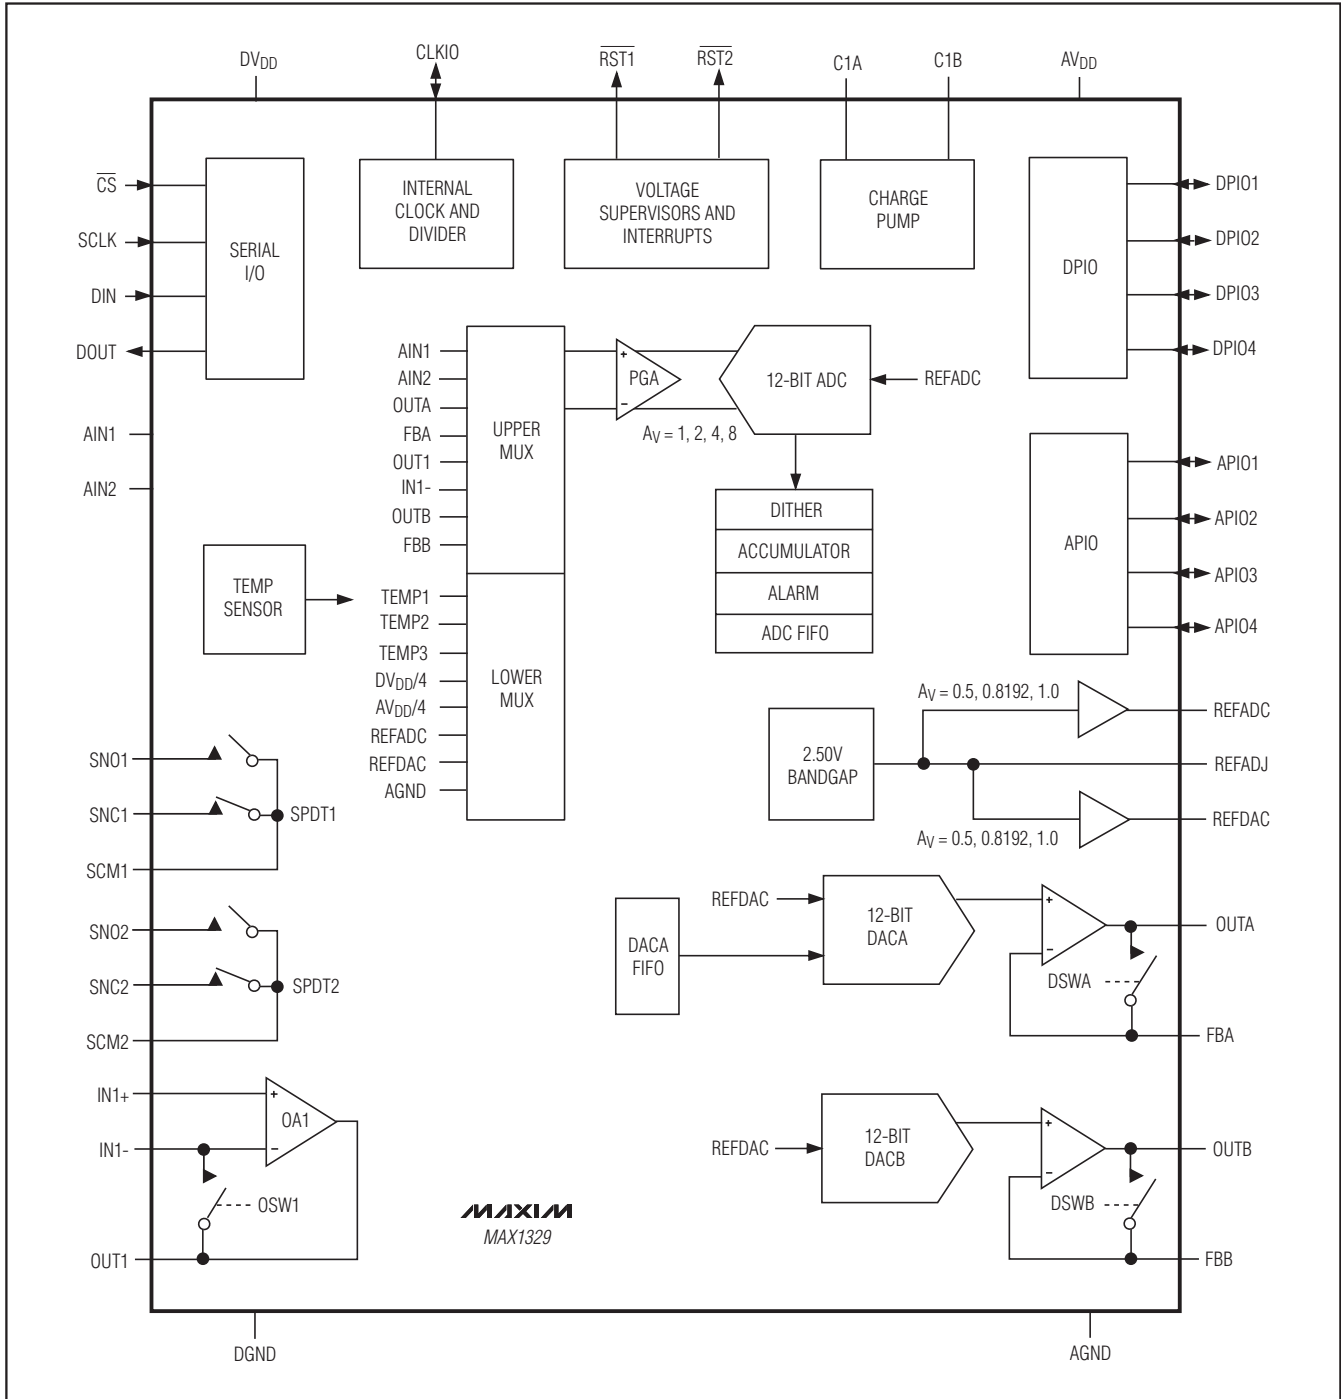 DVDD
CLKIO
RST1
RST2
C1A
C1B
AVDD
CS
SCLK
DIN
DOUT
AIN1
AIN2
SERIAL
I/O
INTERNAL
CLOCK AND
DIVIDER
VOLTAGE
SUPERVISORS AND
INTERRUPTS
CHARGE
PUMP
DPIO
DPIO1
DPIO2
DPIO3
DPIO4
AIN1
AIN2
OUTA
FBA
OUT1
IN1-
OUTB
FBB
UPPER
MUX
PGA
+
−
AV = 1, 2, 4, 8
12-BIT ADC
REFADC
DITHER
ACCUMULATOR
ALARM
ADC FIFO
APIO
APIO1
APIO2
APIO3
APIO4
TEMP
SENSOR
TEMP1
TEMP2
TEMP3
DVDD/4
AVDD/4
REFADC
REFDAC
AGND
LOWER
MUX
2.50V
BANDGAP
AV = 0.5, 0.8192, 1.0
AV = 0.5, 0.8192, 1.0
REFADC
REFADJ
REFDAC
SNO1
SNC1
SCM1
SPDT1
SNO2
SNC2
SCM2
SPDT2
DACA
FIFO
REFDAC
12-BIT
DACA
+
−
DSWA
OUTA
FBA
IN1+
IN1-
OUT1
+
−
OA1
OSW1
REFDAC
12-BIT
DACB
+
−
DSWB
OUTB
FBB
MAXIM
MAX1329
DGND
AGND